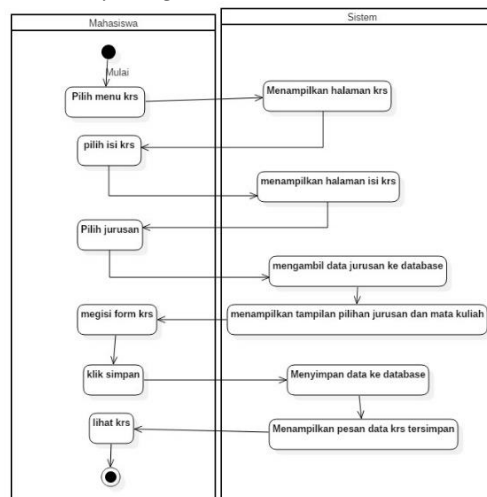 Mahasiswa
Sistem
Mulai
Pilih menu krs
Menampilkan halaman krs
pilih isi krs
menampilkan halaman isi krs
Pilih jurusan
mengambil data jurusan ke database
megisi form krs
menampilkan tampilan pilihan jurusan dan mata kuliah
klik simpan
Menyimpan data ke database
lihat krs
Menampilkan pesan data krs tersimpan